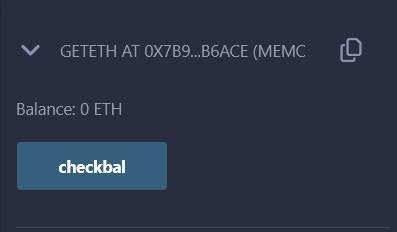 GETETH AT 0X7B9...B6ACE (MEMC
Balance: 0 ETH
checkbal